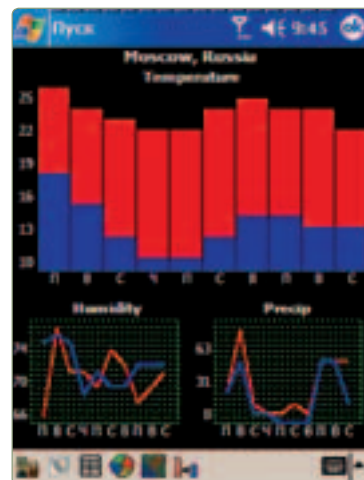 Пуск 9:45 ok
Moscow, Russia
Temperature
25
22
19
16
13
10
П В С Ч П С В П В С
Humidity
74
70
66
П В С Ч П С В П В С
Precip
63
31
0
П В С Ч П С В П В С